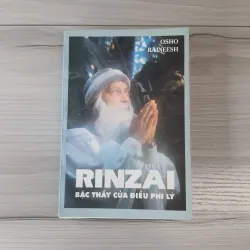 OSHO
RAJNEESH
RINZAI
BẬC THẦY CỦA ĐIỀU PHI LÝ